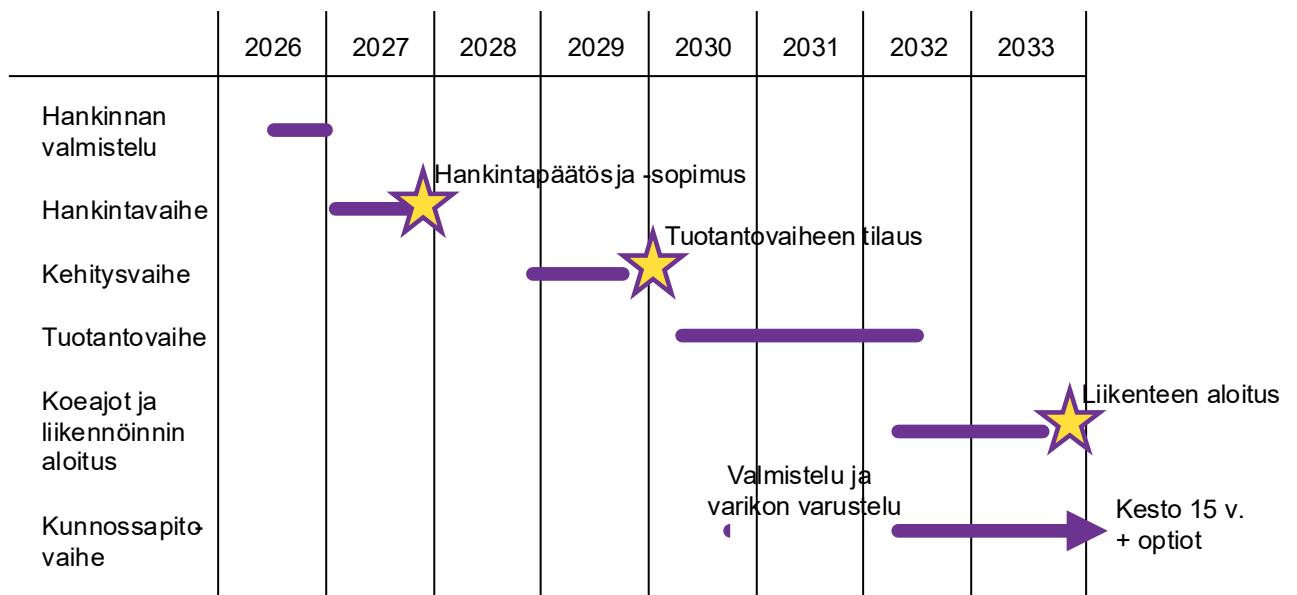 2026 2027 2028 2029 2030 2031 2032 2033
Hankinnan
valmistelu
Hankintapäätös ja -sopimus
Hankintavaihe
Tuotantovaiheen tilaus
Kehitysvaihe
Tuotantovaihe
Koeajot ja
liikennöinnin
aloitus
Liikenteen aloitus
Valmistelu ja
varikon varustelu
Kunnossapito-
vaihe
Kesto 15 v.
+ optiot